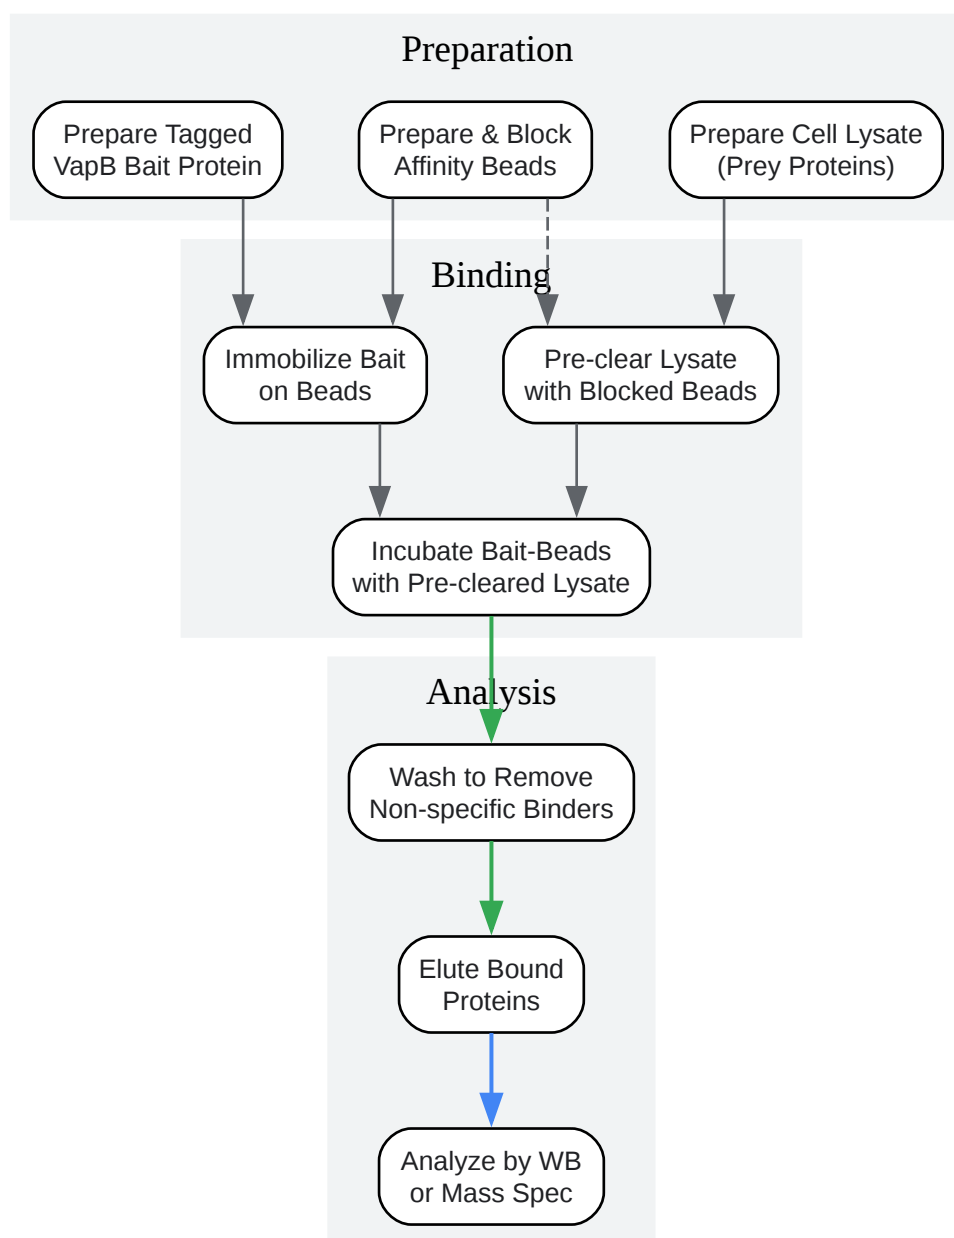 Preparation
Prepare Tagged
VapB Bait Protein
Prepare & Block
Affinity Beads
Prepare Cell Lysate
(Prey Proteins)
Binding
Immobilize Bait
on Beads
Pre-clear Lysate
with Blocked Beads
Incubate Bait-Beads
with Pre-cleared Lysate
Analysis
Wash to Remove
Non-specific Binders
Elute Bound
Proteins
Analyze by WB
or Mass Spec